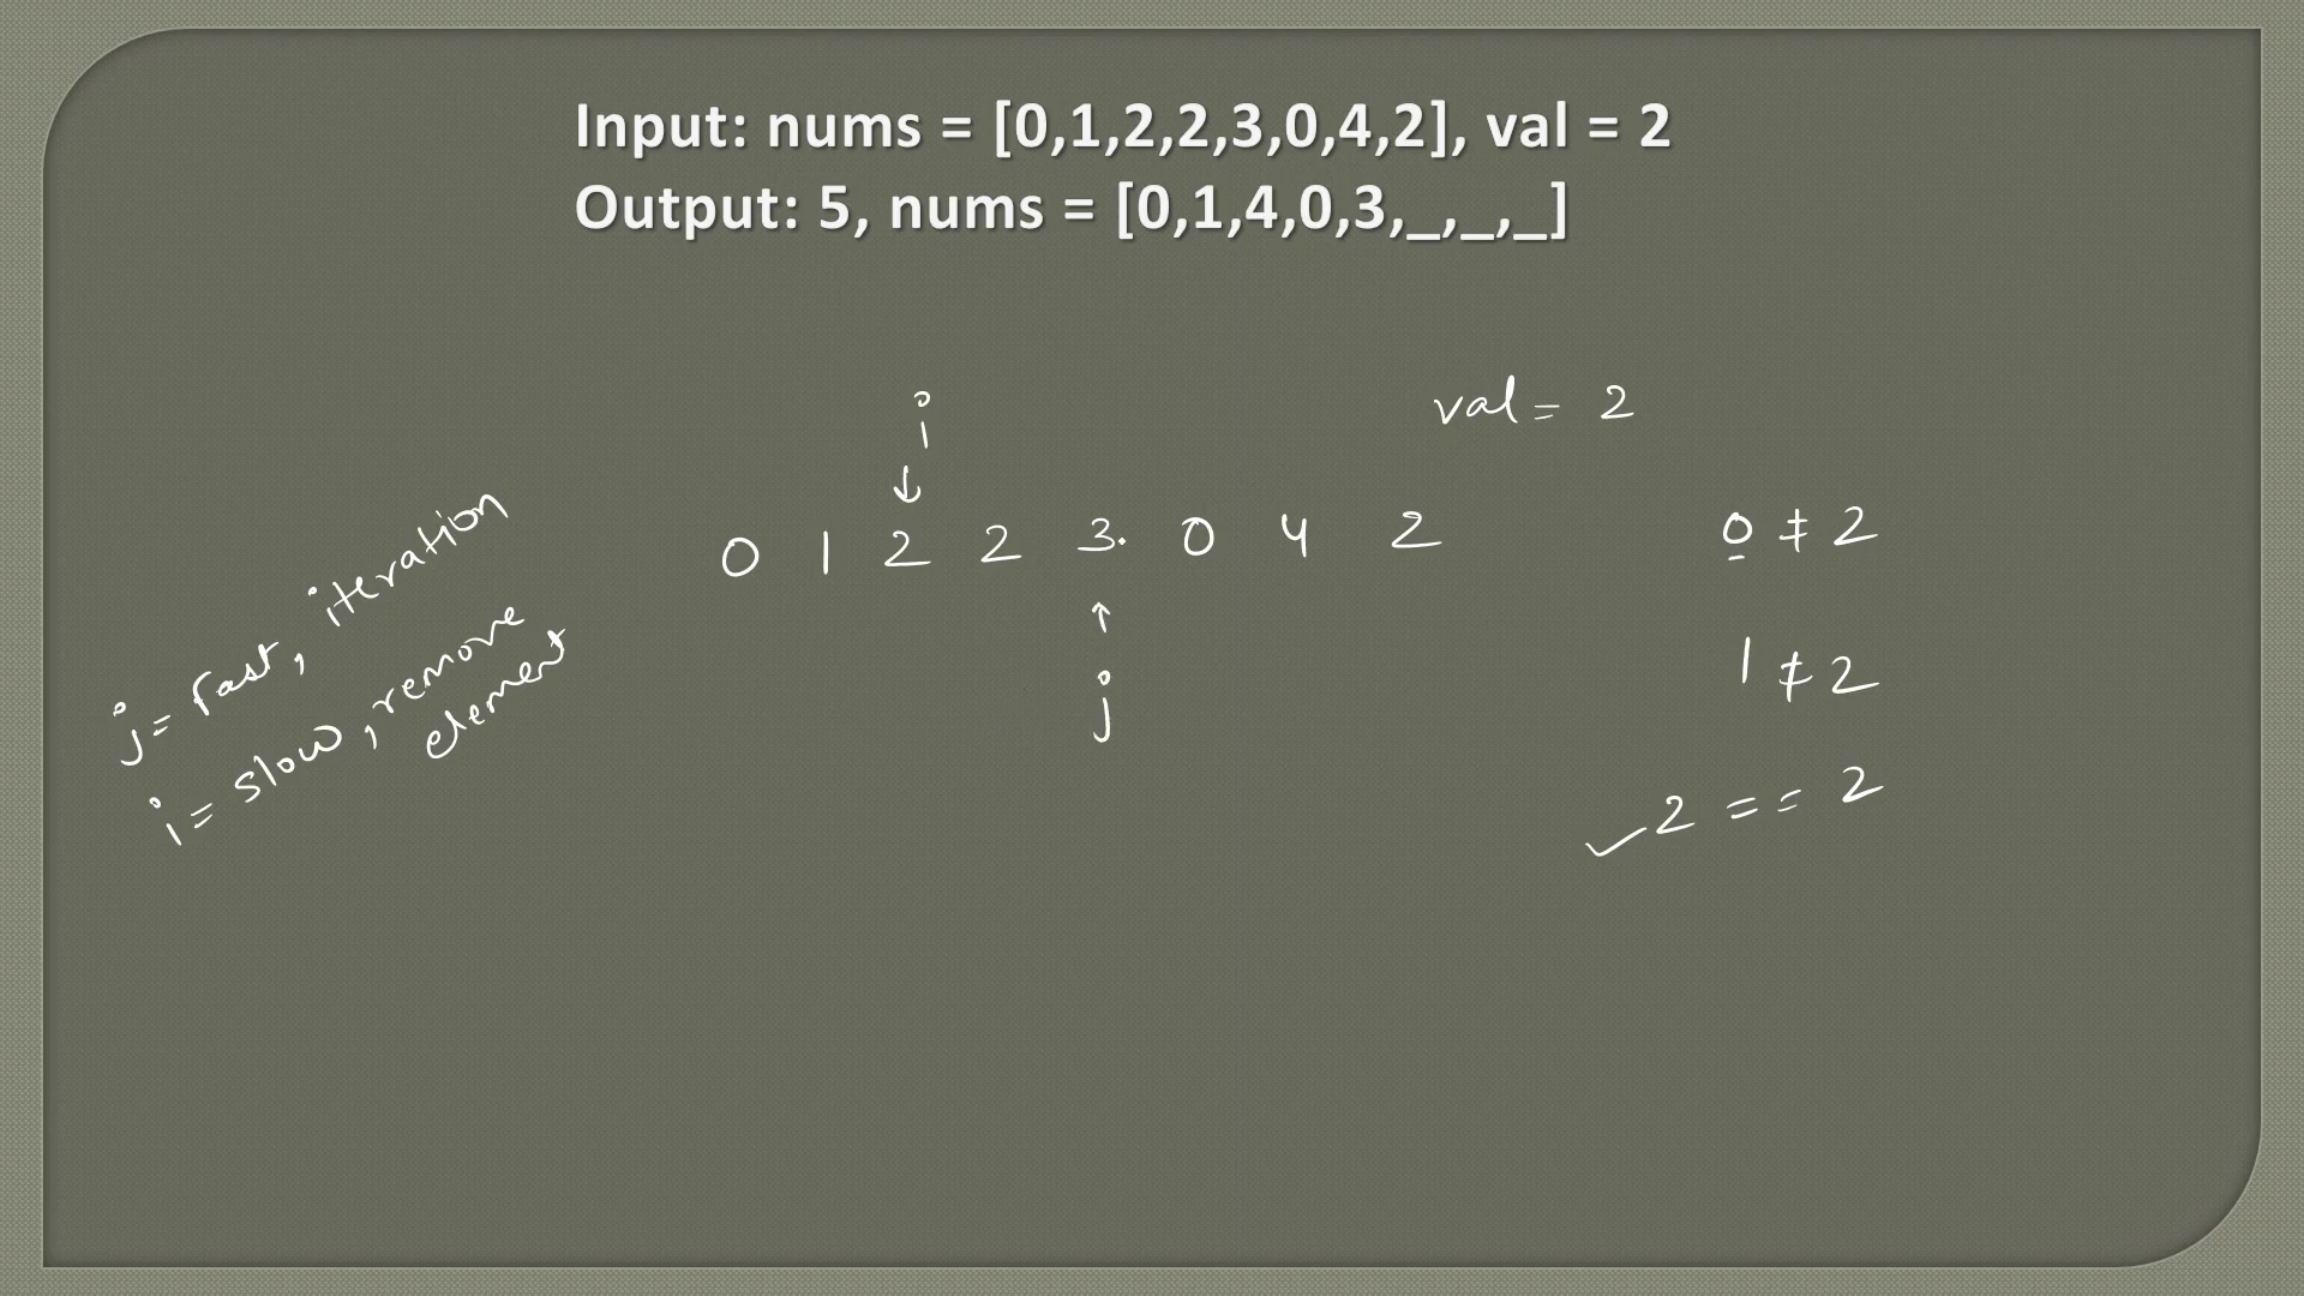 Input: nums = [0,1,2,2,3,0,4,2], val = 2
Output: 5, nums = [0,1,4,0,3,_,_,_]
i
val = 2
↓
0 1 2 2 3. 0 4 2
↑
j
j = fast, iteration
i = slow, remove
element
0 ≠ 2
1 ≠ 2
✓ 2 == 2